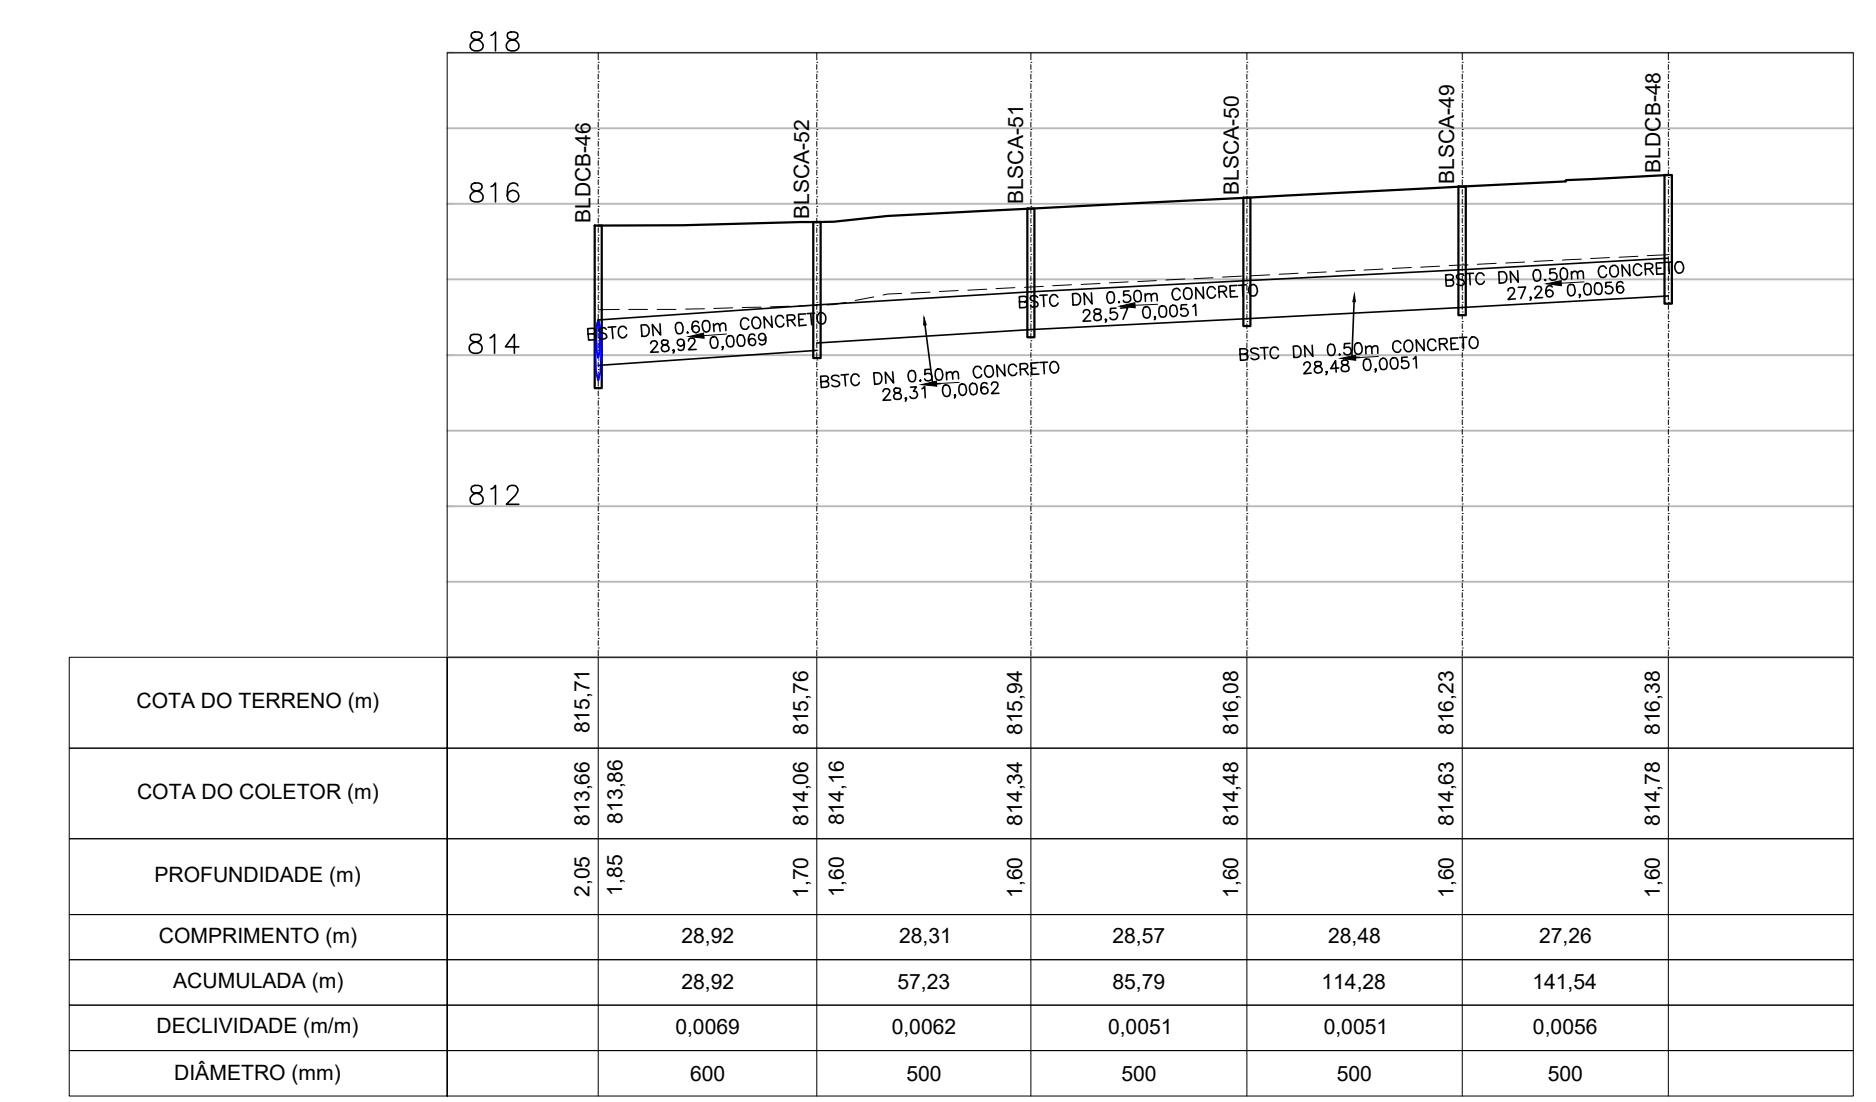 818
816
814
812
BLDCB-46
BLSCA-52
BLSCA-51
BLSCA-50
BLSCA-49
BLDCB-48
BSTC DN 0.60m CONCRETO
28,92 0,0069
BSTC DN 0.50m CONCRETO
28,31 0,0062
BSTC DN 0.50m CONCRETO
28,57 0,0051
BSTC DN 0.50m CONCRETO
28,48 0,0051
BSTC DN 0.50m CONCRETO
27,26 0,0056
COTA DO TERRENO (m) 815,71 815,76 815,94 816,08 816,23 816,38
COTA DO COLETOR (m) 813,66 813,86 814,06 814,16 814,34 814,48 814,63 814,78
PROFUNDIDADE (m) 2,05 1,85 1,70 1,60 1,60 1,60 1,60 1,60
COMPRIMENTO (m) 28,92 28,31 28,57 28,48 27,26
ACUMULADA (m) 28,92 57,23 85,79 114,28 141,54
DECLIVIDADE (m/m) 0,0069 0,0062 0,0051 0,0051 0,0056
DIÂMETRO (mm) 600 500 500 500 500